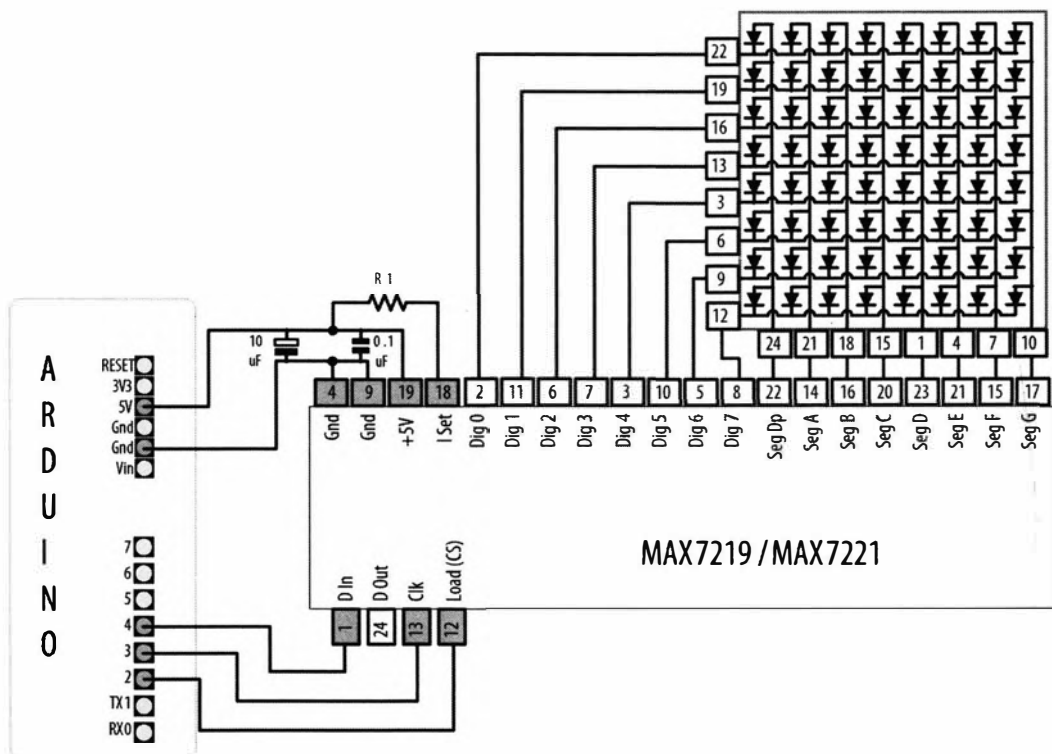 22
19
16
13
3
6
9
12
24 21 18 15 1 4 7 10
R 1
10 uF
0.1 uF
ARDUINO
RESET
3V3
5V
Gnd
Gnd
Vin
7
6
5
4
3
2
TX1
RX0
4 9 19 18 2 11 6 7 3 10 5 8 22 14 16 20 23 21 15 17
Gnd Gnd +5V I Set Dig 0 Dig 1 Dig 2 Dig 3 Dig 4 Dig 5 Dig 6 Dig 7 Seg Dp Seg A Seg B Seg C Seg D Seg E Seg F Seg G
MAX7219 / MAX7221
D In D Out Clk Load (CS)
1 24 13 12